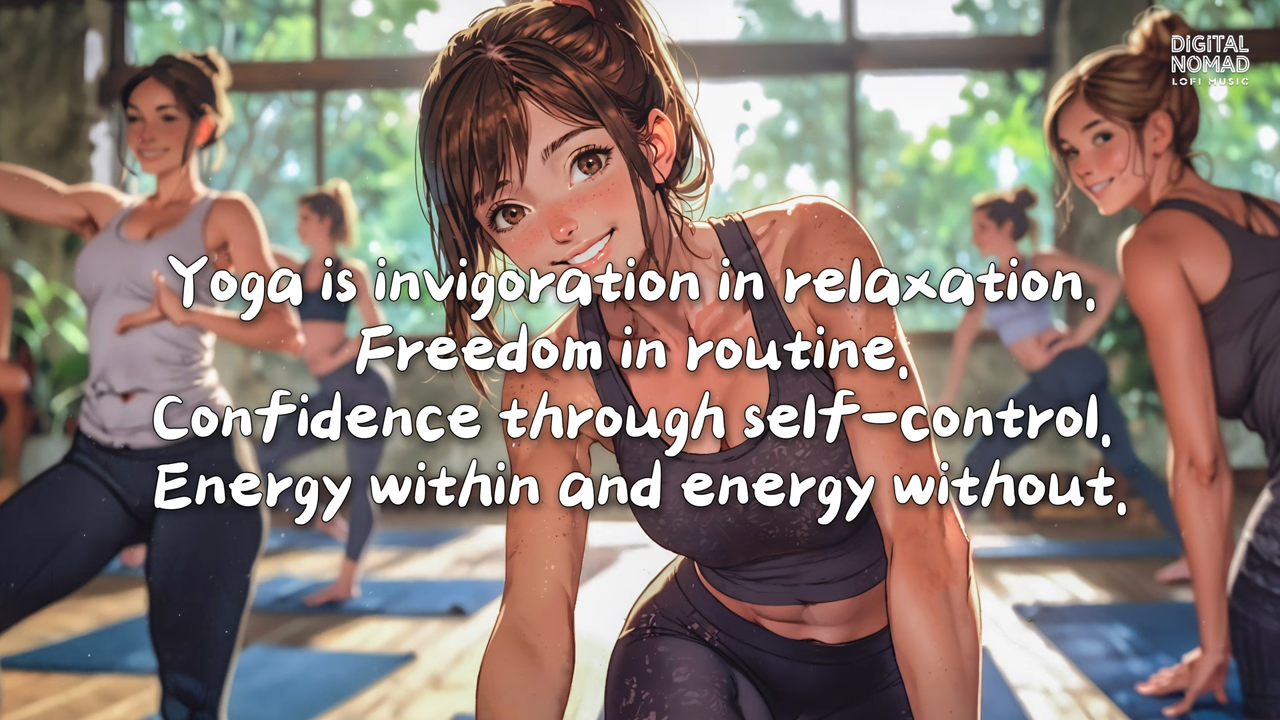 DIGITAL
NOMAD
LOFI MUSIC
Yoga is invigoration in relaxation,
Freedom in routine,
Confidence through self-control,
Energy within and energy without,